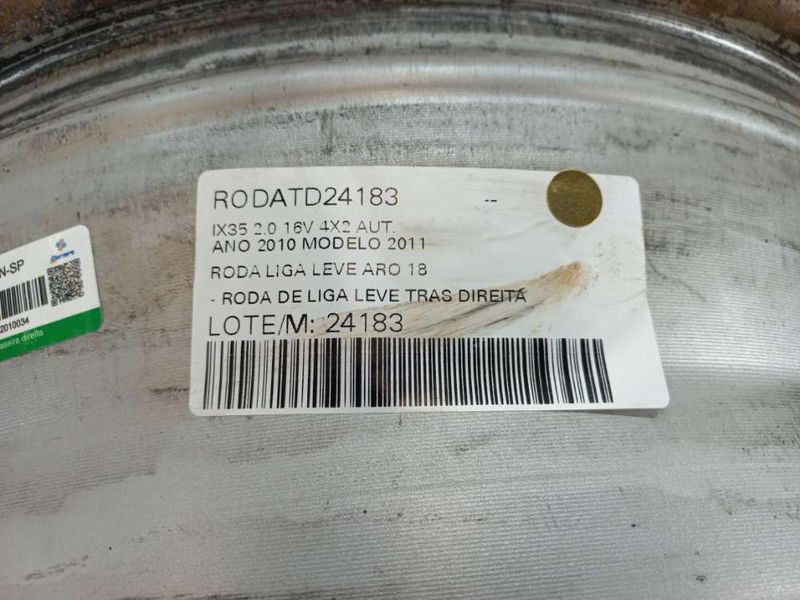 RODATD24183 --
IX35 2.0 16V 4X2 AUT.
ANO 2010 MODELO 2011
RODA LIGA LEVE ARO 18
- RODA DE LIGA LEVE TRAS DIREITA
LOTE/M: 24183
N-SP
2010034
direita